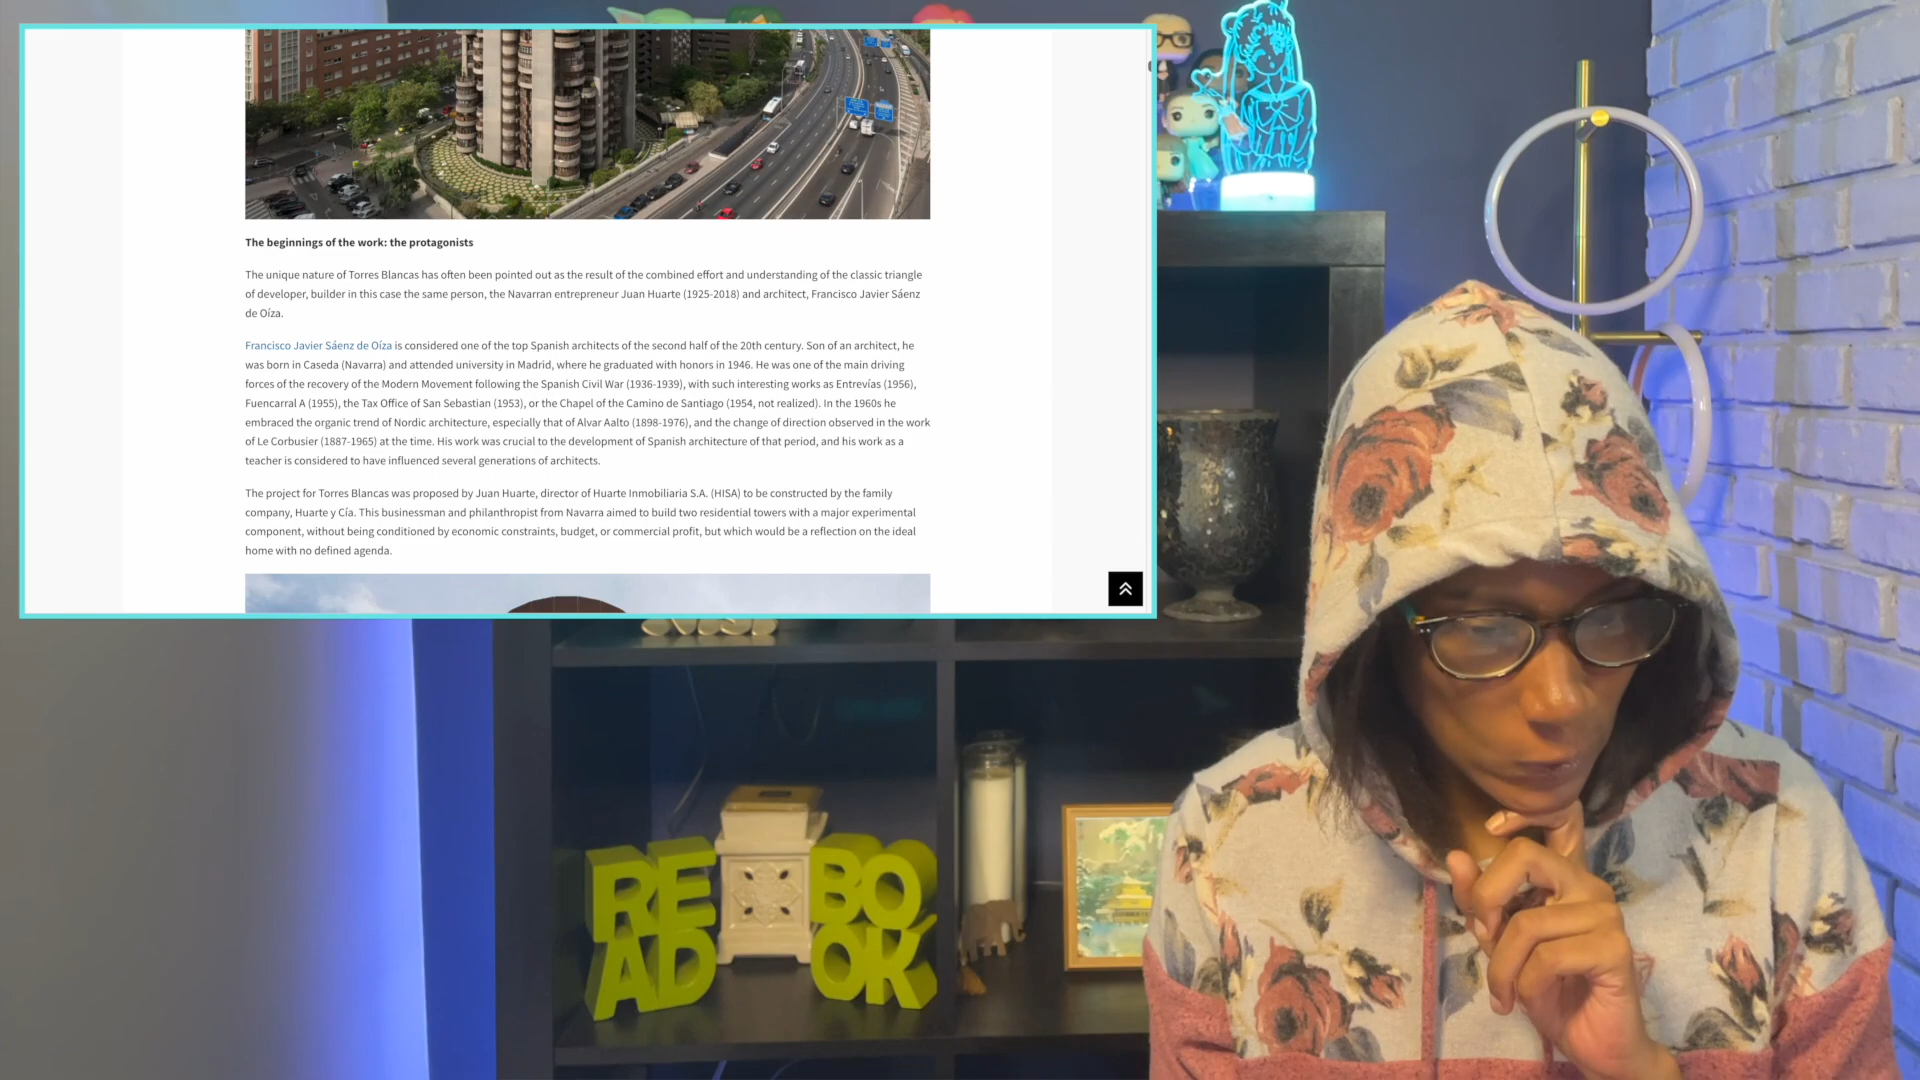 The beginnings of the work: the protagonists
The unique nature of Torres Blancas has often been pointed out as the result of the combined effort and understanding of the classic triangle
of developer, builder in this case the same person, the Navarran entrepreneur Juan Huarte (1925-2018) and architect, Francisco Javier Sáenz
de Oíza.
Francisco Javier Sáenz de Oíza is considered one of the top Spanish architects of the second half of the 20th century. Son of an architect, he
was born in Caseda (Navarra) and attended university in Madrid, where he graduated with honors in 1946. He was one of the main driving
forces of the recovery of the Modern Movement following the Spanish Civil War (1936-1939), with such interesting works as Entrevías (1956),
Fuencarral A (1955), the Tax Office of San Sebastian (1953), or the Chapel of the Camino de Santiago (1954, not realized). In the 1960s he
embraced the organic trend of Nordic architecture, especially that of Alvar Aalto (1898-1976), and the change of direction observed in the work
of Le Corbusier (1887-1965) at the time. His work was crucial to the development of Spanish architecture of that period, and his work as a
teacher is considered to have influenced several generations of architects.
The project for Torres Blancas was proposed by Juan Huarte, director of Huarte Inmobiliaria S.A. (HISA) to be constructed by the family
company, Huarte y Cía. This businessman and philanthropist from Navarra aimed to build two residential towers with a major experimental
component, without being conditioned by economic constraints, budget, or commercial profit, but which would be a reflection on the ideal
home with no defined agenda.
RE
AD
BO
OK